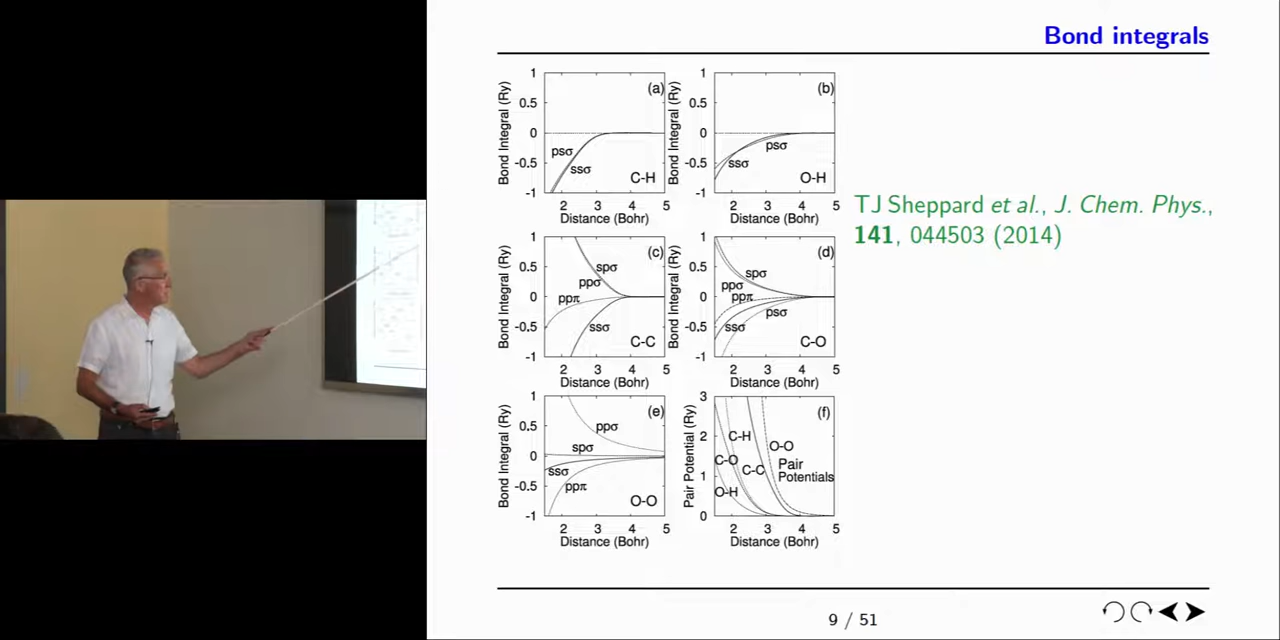 Bond integrals
1
0.5
0
-0.5
-1
Bond Integral (Ry)
(a)
psσ
ssσ
C-H
2 3 4 5
Distance (Bohr)
1
0.5
0
-0.5
-1
Bond Integral (Ry)
(b)
psσ
ssσ
O-H
2 3 4 5
Distance (Bohr)
TJ Sheppard et al., J. Chem. Phys.,
141, 044503 (2014)
1
0.5
0
-0.5
-1
Bond Integral (Ry)
(c)
spσ
ppσ
ppπ
ssσ
C-C
2 3 4 5
Distance (Bohr)
1
0.5
0
-0.5
-1
Bond Integral (Ry)
(d)
spσ
ppσ
ppπ
psσ
ssσ
C-O
2 3 4 5
Distance (Bohr)
1
0.5
0
-0.5
-1
Bond Integral (Ry)
(e)
ppσ
spσ
ssσ
ppπ
O-O
2 3 4 5
Distance (Bohr)
3
2
1
0
Pair Potential (Ry)
(f)
C-H
O-O
C-O
C-C
Pair
Potentials
O-H
2 3 4 5
Distance (Bohr)
9 / 51